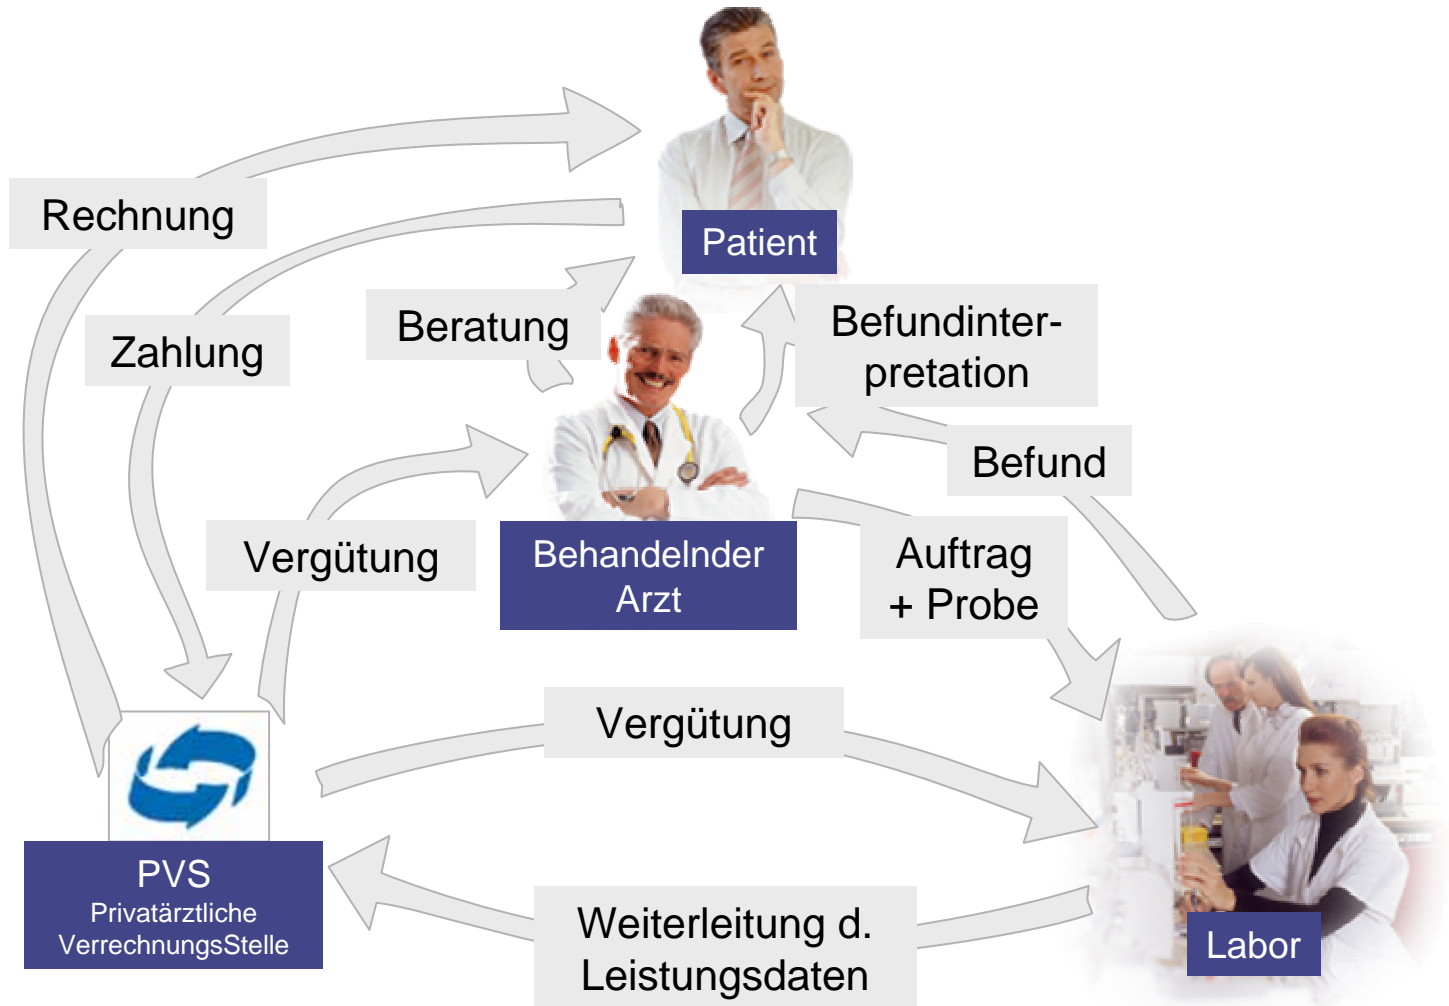 Patient
Rechnung
Zahlung
Beratung
Befundinter-
pretation
Befund
Vergütung
Behandelnder
Arzt
Auftrag
+ Probe
Vergütung
PVS
Privatärztliche
VerrechnungsStelle
Weiterleitung d.
Leistungsdaten
Labor